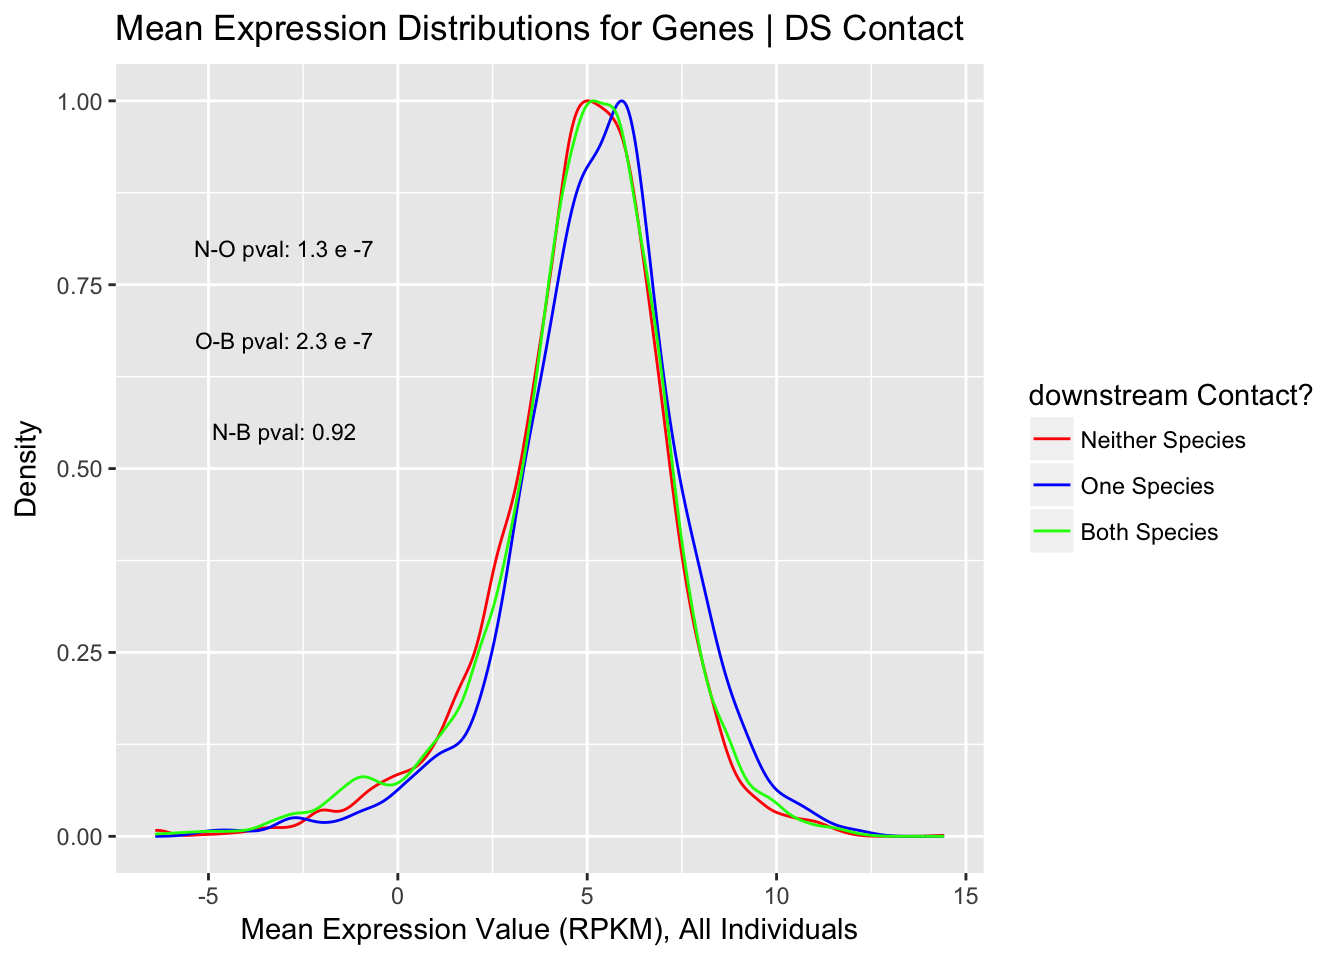 Mean Expression Distributions for Genes | DS Contact
1.00
0.75
0.50
0.25
0.00
Density
N-O pval: 1.3 e -7
O-B pval: 2.3 e -7
N-B pval: 0.92
-5
0
5
10
15
Mean Expression Value (RPKM), All Individuals
downstream Contact?
Neither Species
One Species
Both Species